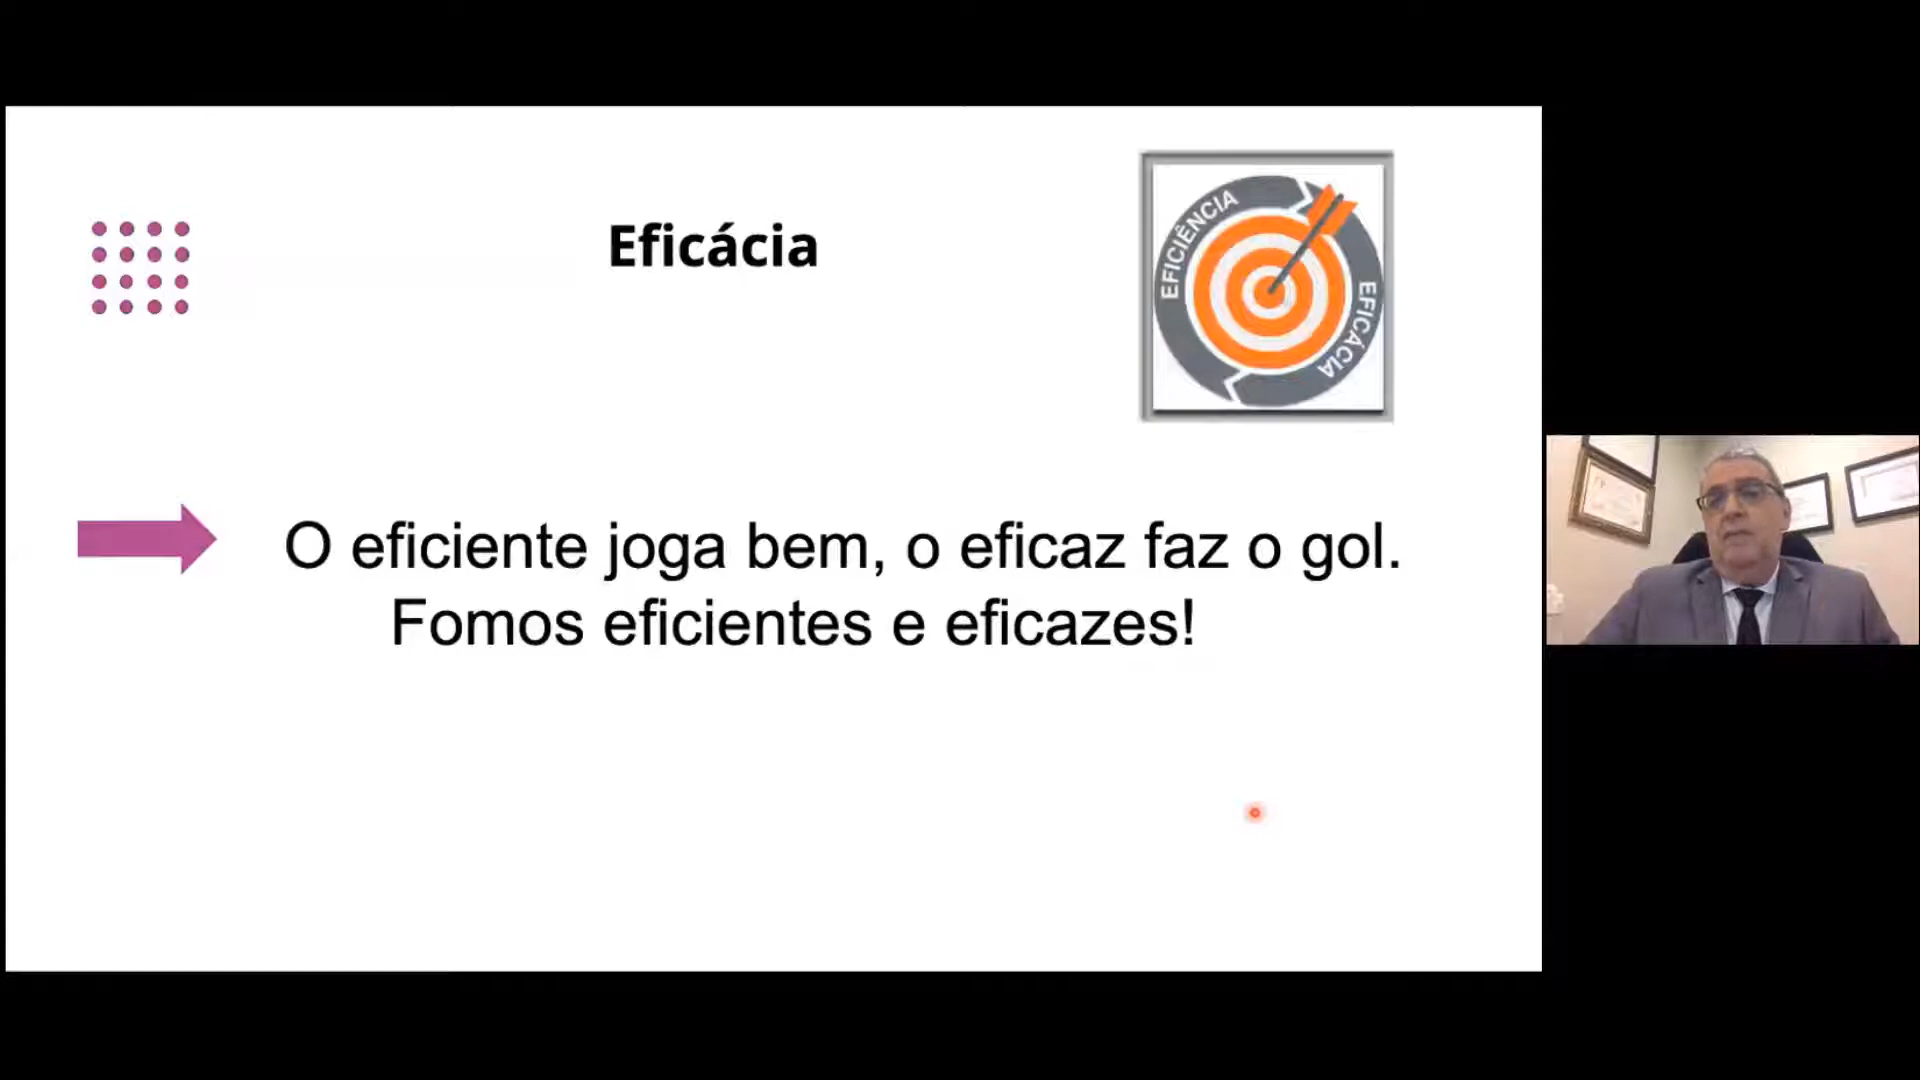 Eficácia
EFICIÊNCIA
EFICÁCIA
O eficiente joga bem, o eficaz faz o gol.
Fomos eficientes e eficazes!